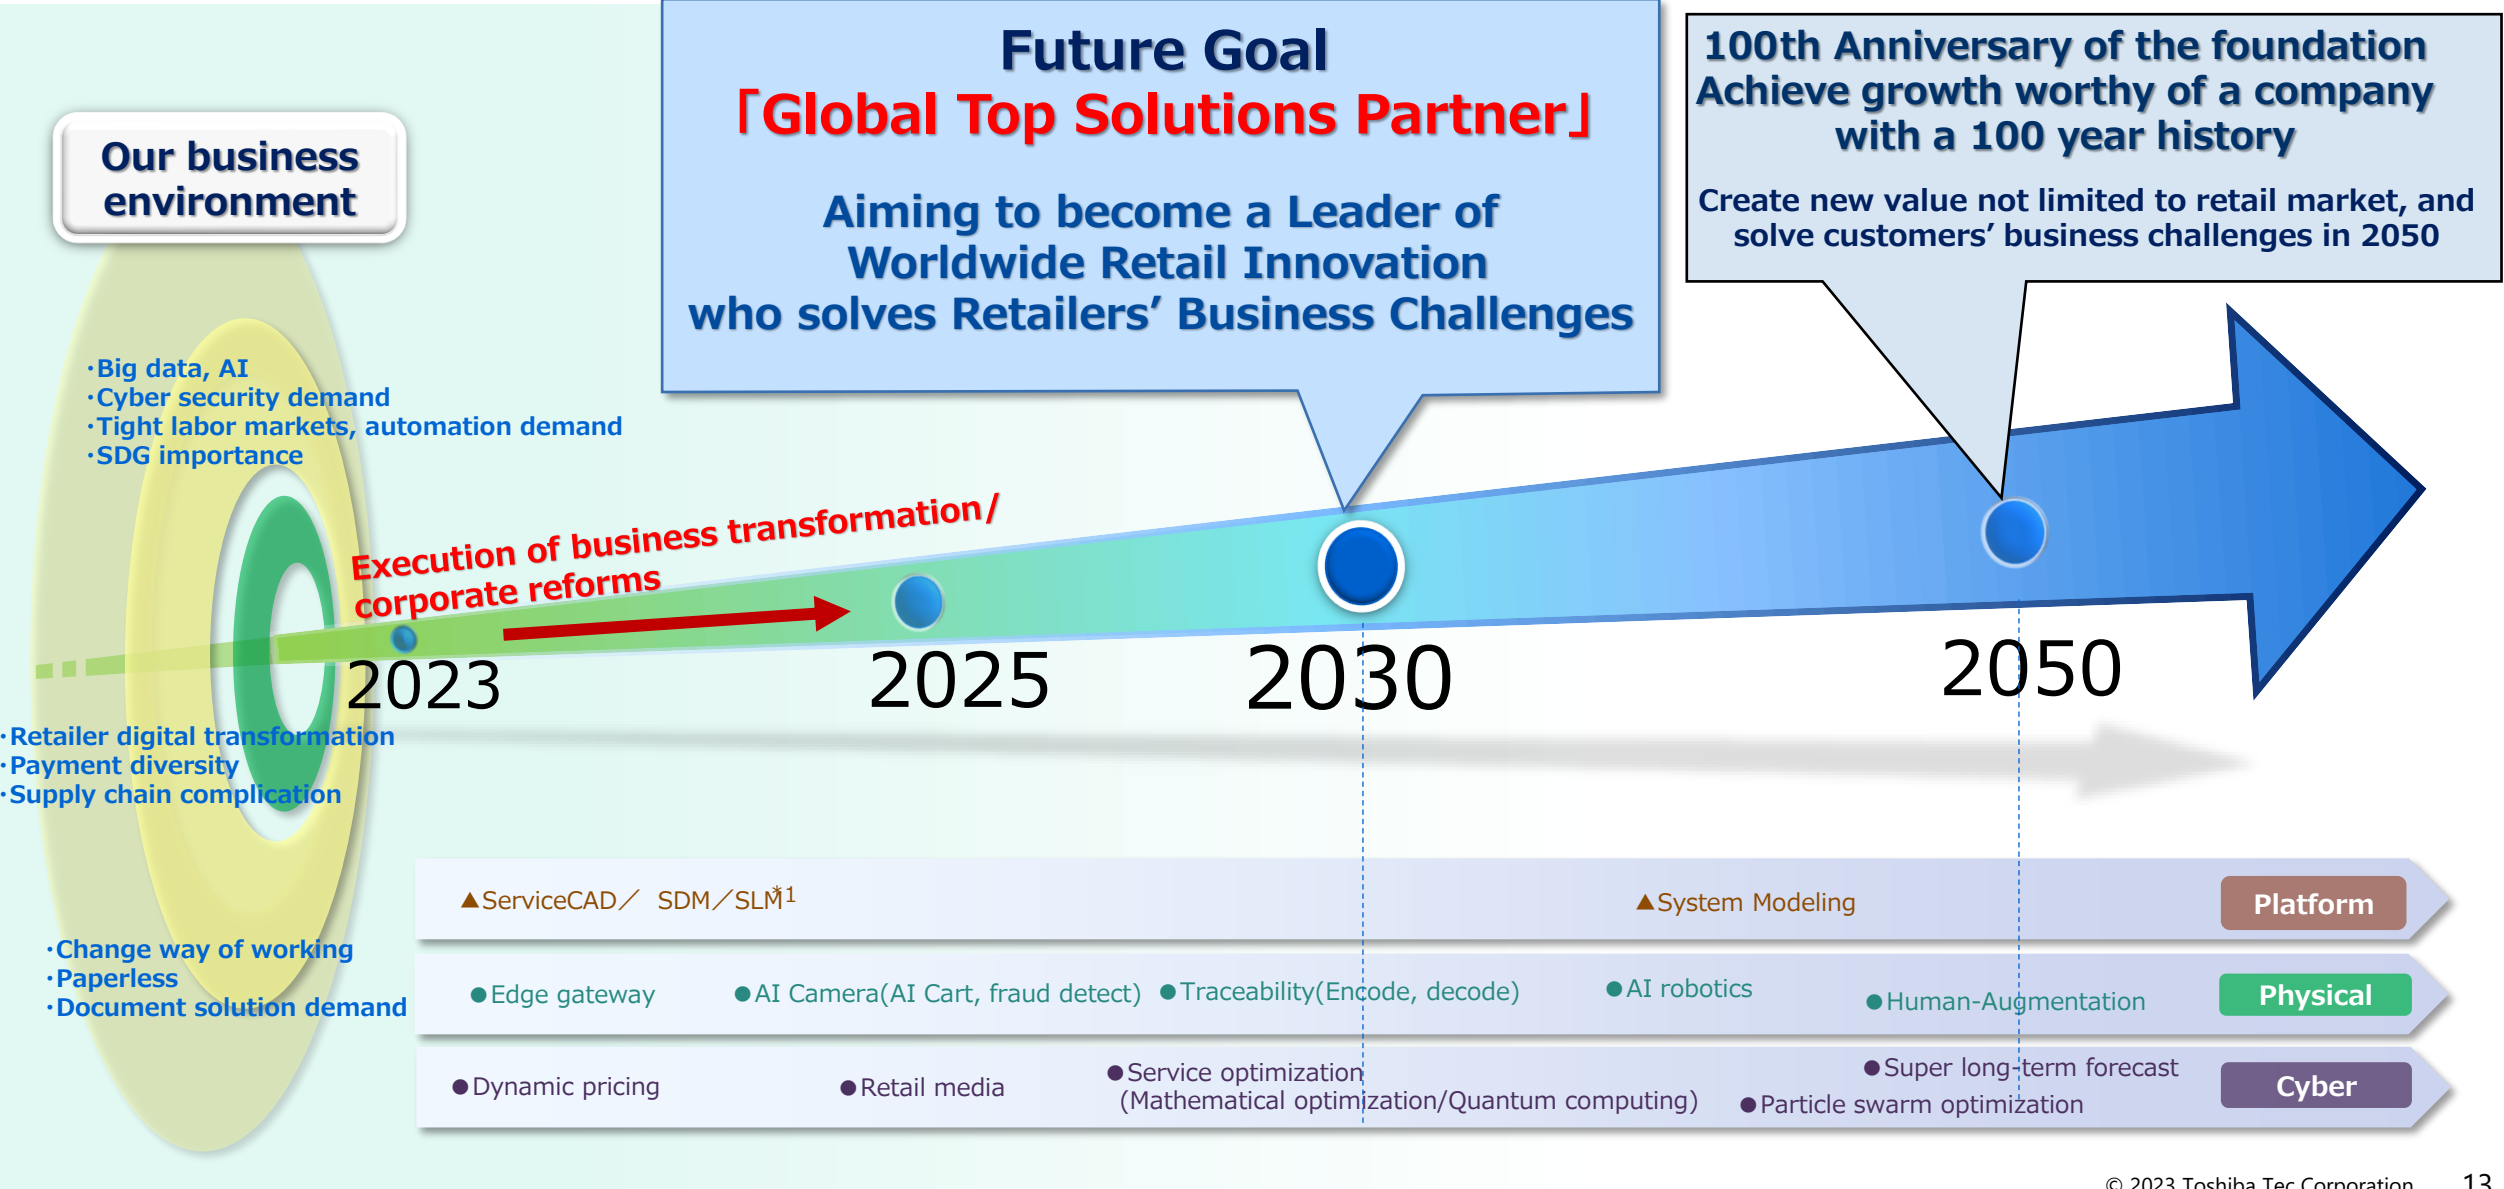 Future Goal
「Global Top Solutions Partner」
Aiming to become a Leader of
Worldwide Retail Innovation
who solves Retailers’ Business Challenges
100th Anniversary of the foundation
Achieve growth worthy of a company
with a 100 year history
Create new value not limited to retail market, and
solve customers’ business challenges in 2050
Our business
environment
・Big data, AI
・Cyber security demand
・Tight labor markets, automation demand
・SDG importance
Execution of business transformation/
corporate reforms
2023
2025
2030
2050
・Retailer digital transformation
・Payment diversity
・Supply chain complication
・Change way of working
・Paperless
・Document solution demand
▲ServiceCAD／ SDM／SLM*1
▲System Modeling
Platform
●Edge gateway
●AI Camera(AI Cart, fraud detect)
●Traceability(Encode, decode)
●AI robotics
●Human-Augmentation
Physical
●Dynamic pricing
●Retail media
●Service optimization
(Mathematical optimization/Quantum computing)
●Super long-term forecast
●Particle swarm optimization
Cyber
© 2023 Toshiba Tec Corporation
13